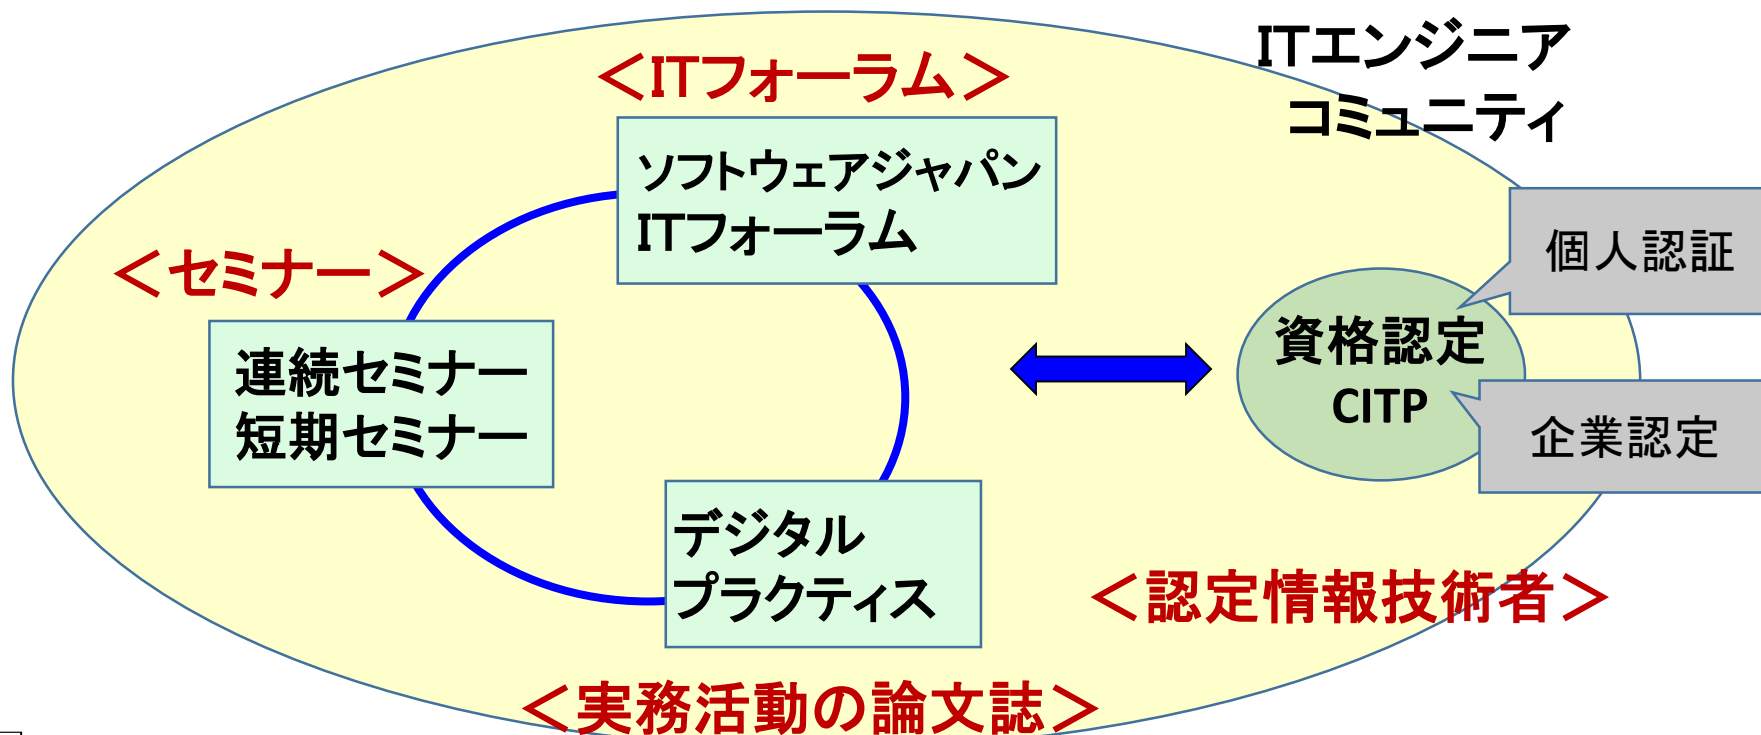 ITエンジニア
コミュニティ
＜ITフォーラム＞
ソフトウェアジャパン
ITフォーラム
＜セミナー＞
連続セミナー
短期セミナー
個人認証
資格認定
CITP
企業認定
デジタル
プラクティス
＜認定情報技術者＞
＜実務活動の論文誌＞